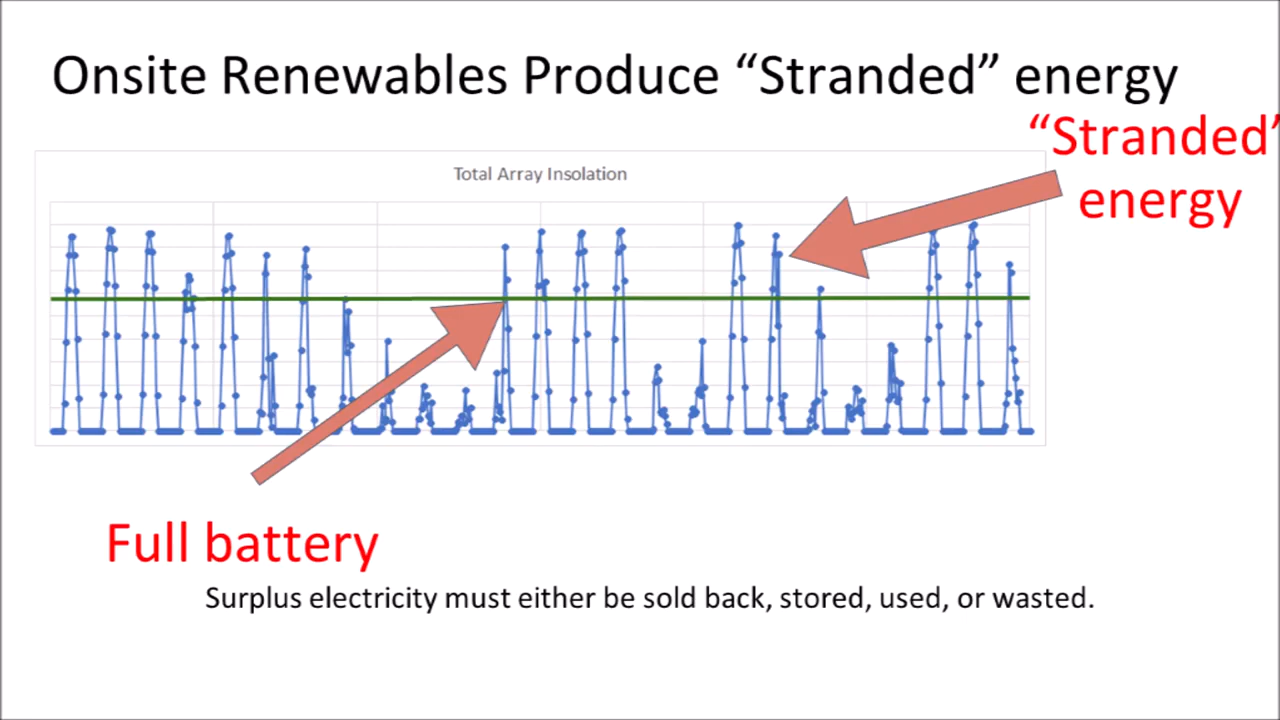 Onsite Renewables Produce “Stranded” energy
“Stranded”
energy
Total Array Insolation
Full battery
Surplus electricity must either be sold back, stored, used, or wasted.